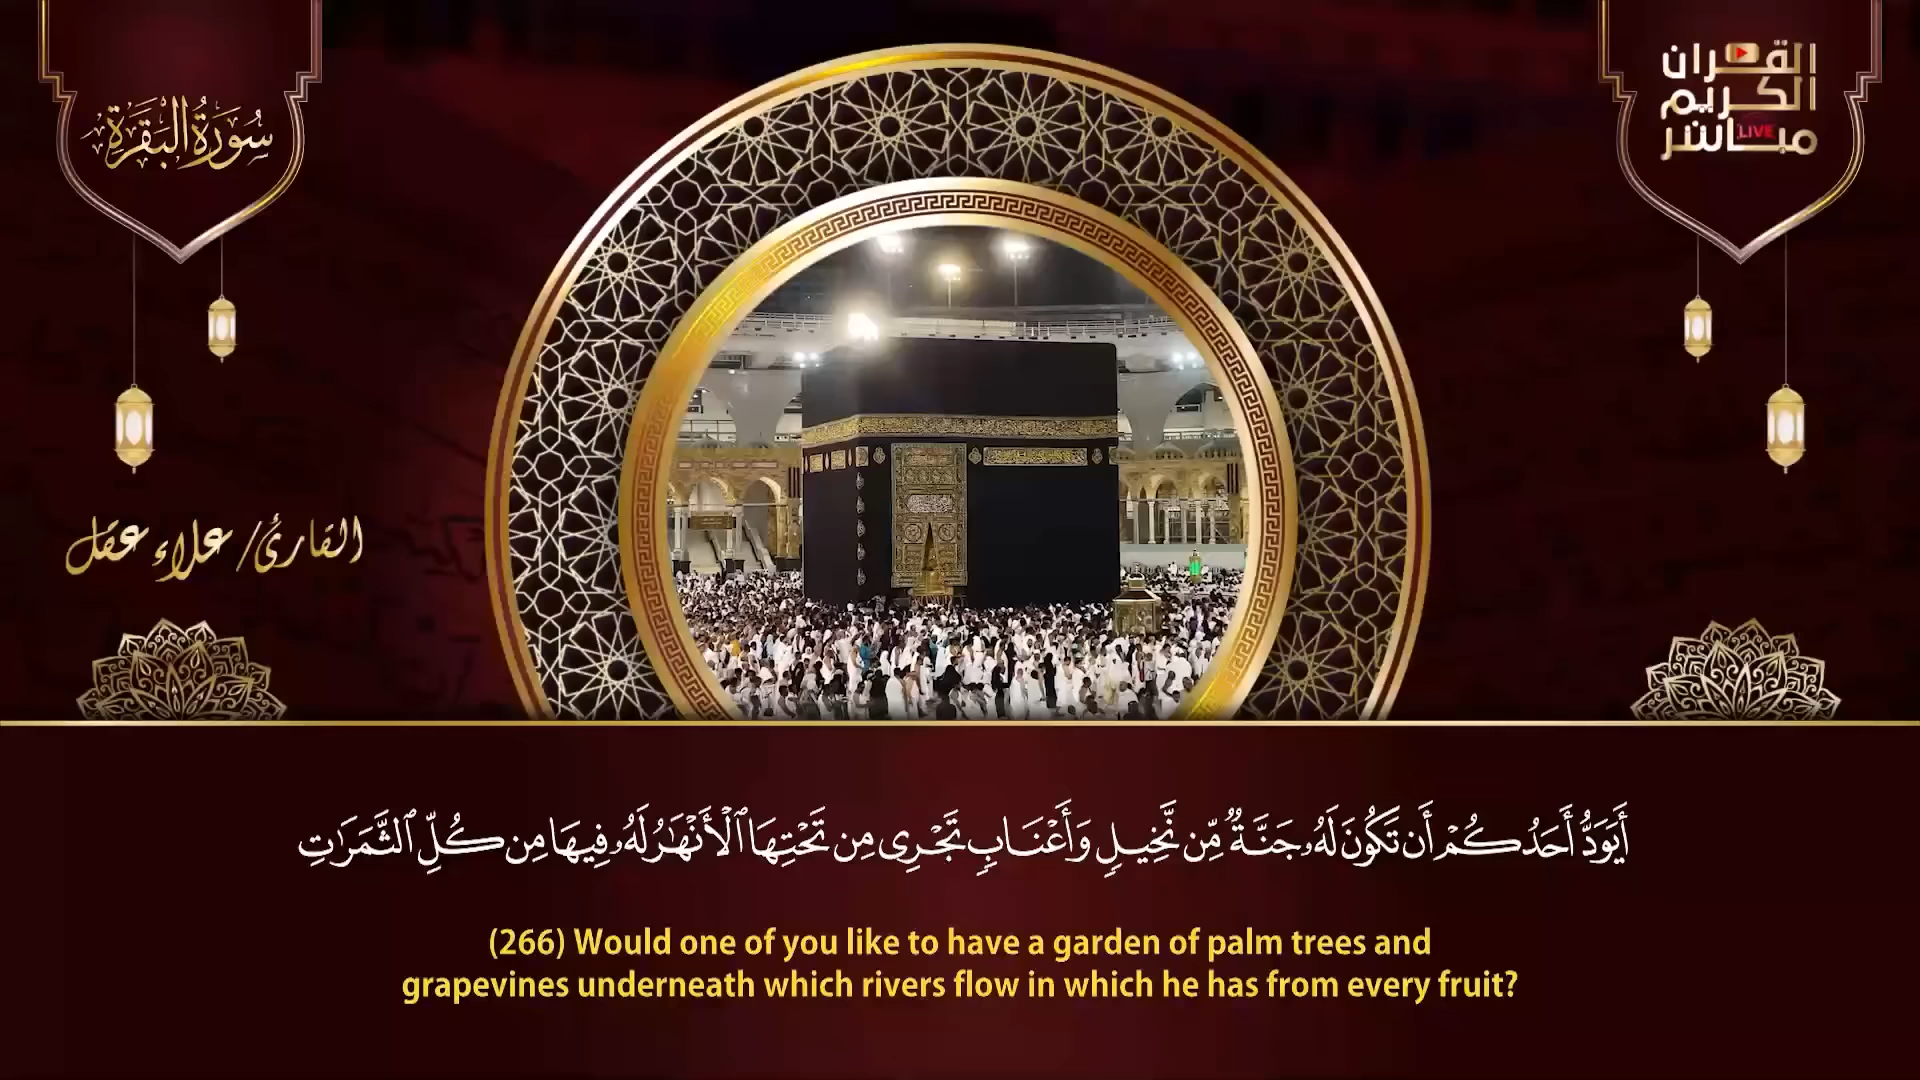 سُورَةُ البَقَرَةِ
القرآن
الكريم
مباشر
LIVE
القارئ/ علاء عقل
أَيَوَدُّ أَحَدُكُمْ أَن تَكُونَ لَهُۥ جَنَّةٌ مِّن نَّخِيلٍ وَأَعْنَابٍ تَجْرِى مِن تَحْتِهَا ٱلْأَنْهَٰرُ لَهُۥ فِيهَا مِن كُلِّ ٱلثَّمَرَٰتِ
(266) Would one of you like to have a garden of palm trees and
grapevines underneath which rivers flow in which he has from every fruit?